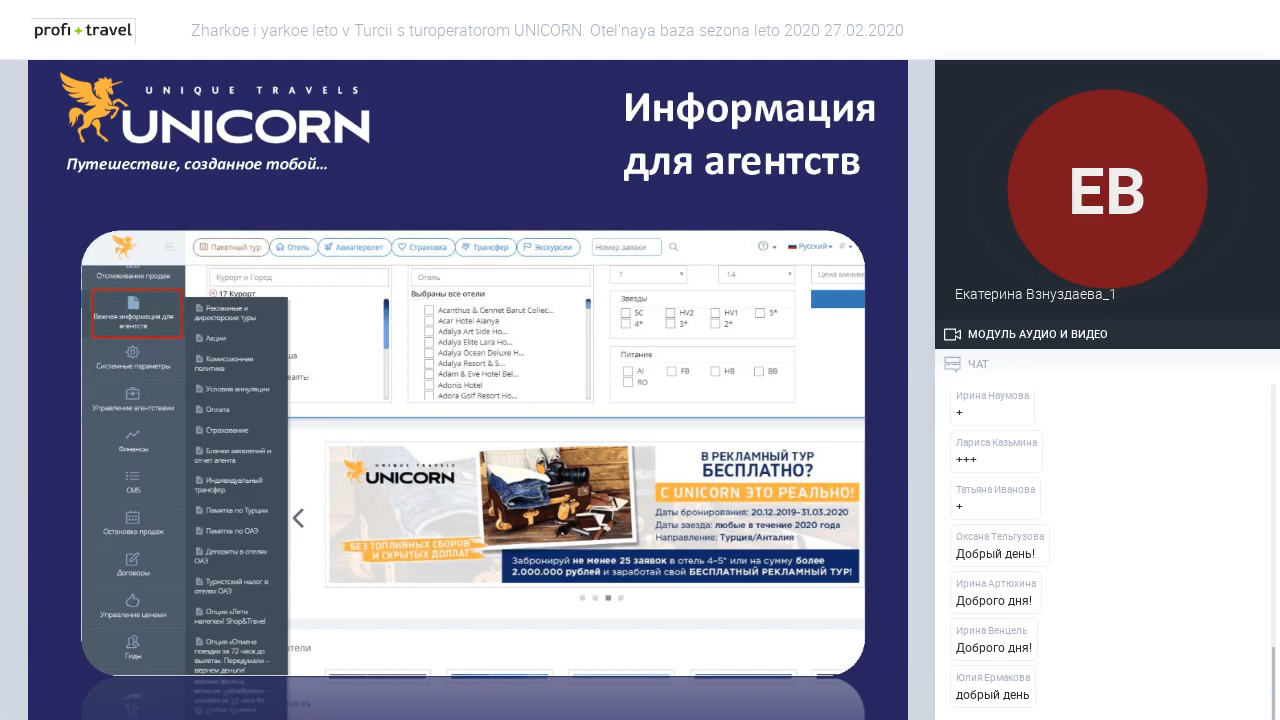 profi + travel
Zharkoe i yarkoe leto v Turcii s turoperatorom UNICORN. Otel'naya baza sezona leto 2020 27.02.2020
UNIQUE TRAVELS
UNICORN
Путешествие, созданное тобой...
Информация
для агентств
Пакетный тур
Отель
Авиаперелет
Страховка
Трансфер
Экскурсии
Номер заявки
Русский
Отслеживание продаж
Важная информация для
агентств
Системные параметры
Управление агентствами
Финансы
CMS
Остановка продаж
Договоры
Управление ценами
Гиды
Рекламные и
директорские туры
Акции
Комиссионная
политика
Условия аннуляции
Оплата
Страхование
Бланки заявлений и
отчет агента
Индивидуальный
трансфер
Памятка по Турции
Памятка по ОАЭ
Депозиты в отелях
ОАЭ
Туристский налог в
отелях ОАЭ
Опция «Лети
налегке»! Shop&Travel
Опция «Отмена
поездки за 72 часа до
вылета». Передумали –
вернем деньги!
Курорт и Город
17 Курорт
Отель
Выбраны все отели
Acanthus & Cennet Barut Collec...
Acar Hotel Alanya
Adalya Art Side Ho...
Adalya Elite Lara Ho...
Adalya Ocean Deluxe H...
Adalya Resort & S...
Adam & Eve Hotel Bel...
Adonis Hotel
Adora Golf Resort Ho...
7
14
Цена миним
Звезды
SC HV2 HV1 5*
4* 3* 2*
Питание
AI FB HB BB
RO
UNIQUE TRAVELS
UNICORN
БЕЗ ТОПЛИВНЫХ СБОРОВ
И СКРЫТЫХ ДОПЛАТ
В РЕКЛАМНЫЙ ТУР
БЕСПЛАТНО?
С UNICORN ЭТО РЕАЛЬНО!
Даты бронирования: 20.12.2019-31.03.2020
Даты заезда: любые в течение 2020 года
Направление: Турция/Анталия
Забронируй не менее 25 заявок в отель 4-5* или на сумму более
2.000.000 рублей и заработай свой БЕСПЛАТНЫЙ РЕКЛАМНЫЙ ТУР!
EB
Екатерина Взнуздаева_1
МОДУЛЬ АУДИО И ВИДЕО
ЧАТ
Ирина Наумова
+
Лариса Казьмина
+++
Татьяна Иванова
+
Оксана Тельгузова
Добрый день!
Ирина Артюхина
Доброго дня!
Ирина Венцель
Доброго дня!
Юлия Ермакова
добрый день